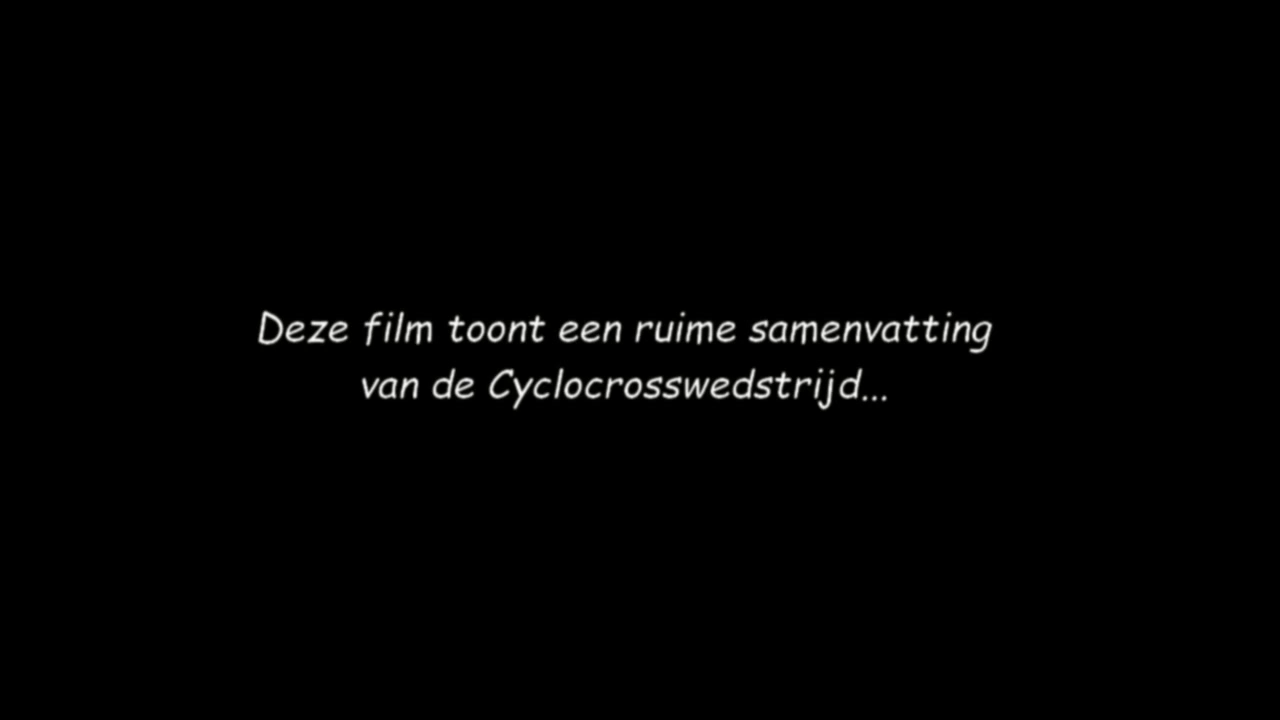 Deze film toont een ruime samenvatting
van de Cyclocrosswedstrijd...